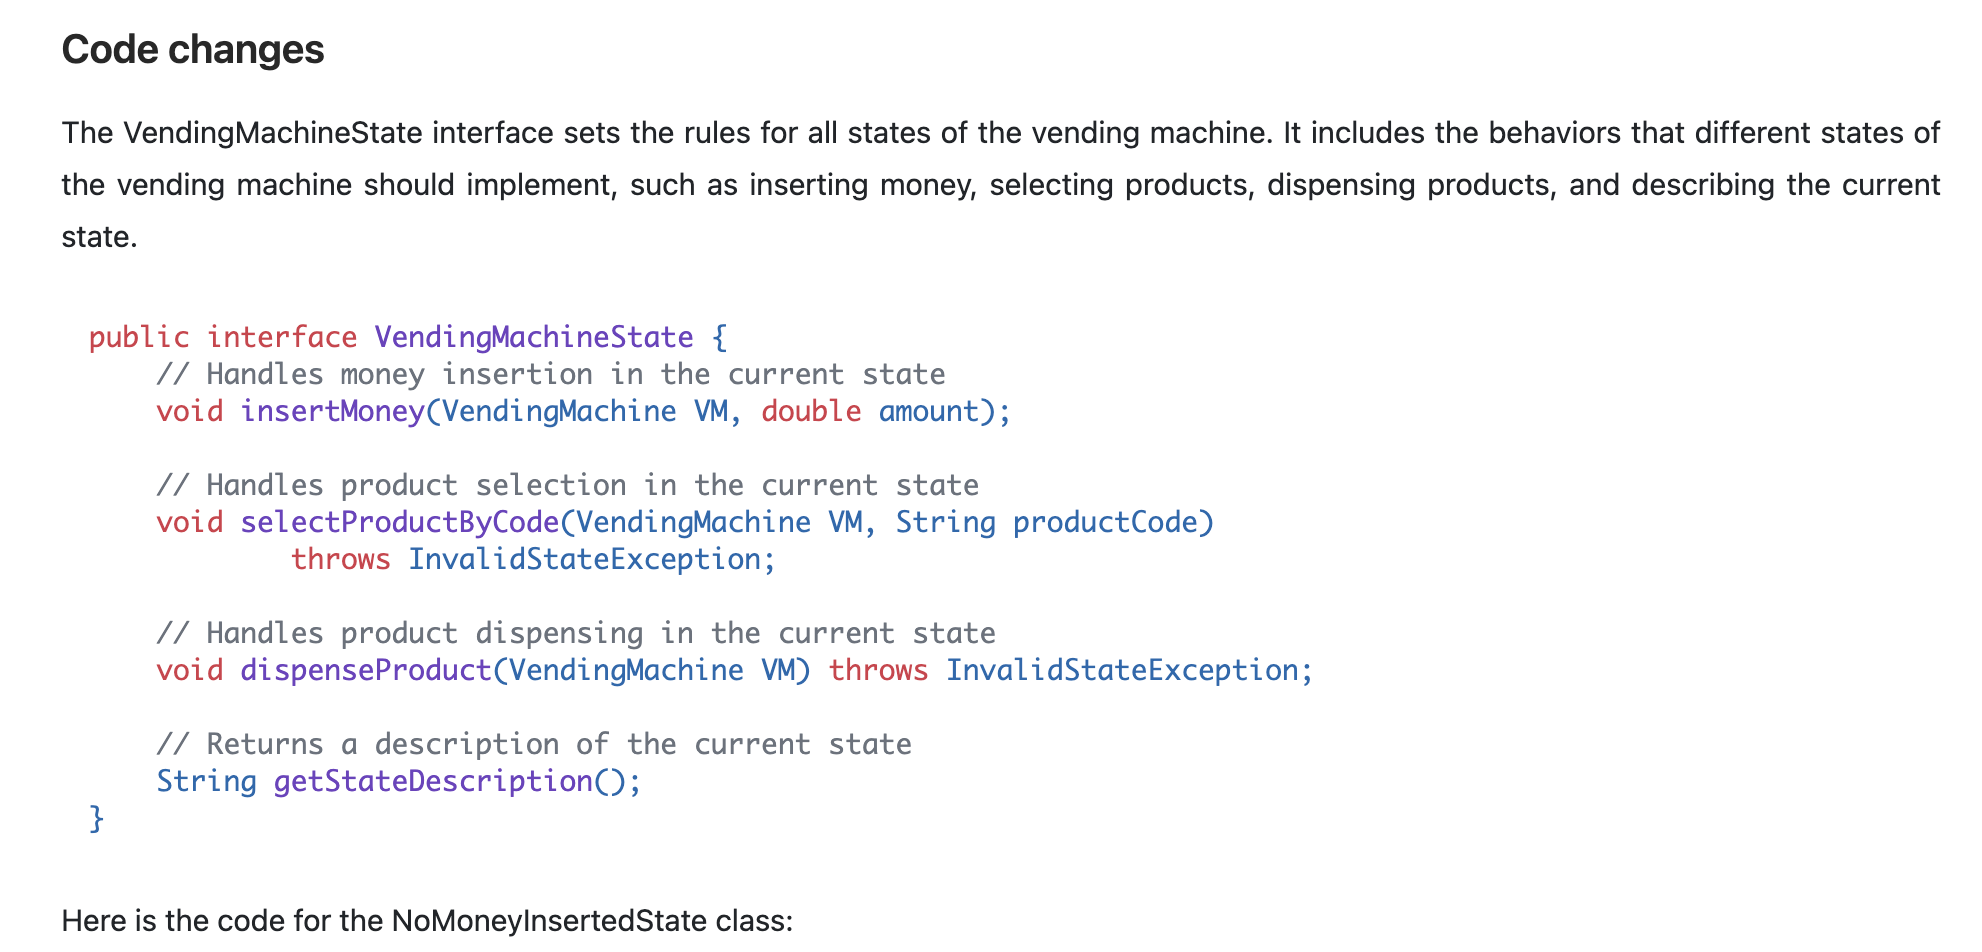 Code changes
The VendingMachineState interface sets the rules for all states of the vending machine. It includes the behaviors that different states of
the vending machine should implement, such as inserting money, selecting products, dispensing products, and describing the current
state.
public interface VendingMachineState {
    // Handles money insertion in the current state
    void insertMoney(VendingMachine VM, double amount);
    // Handles product selection in the current state
    void selectProductByCode(VendingMachine VM, String productCode)
            throws InvalidStateException;
    // Handles product dispensing in the current state
    void dispenseProduct(VendingMachine VM) throws InvalidStateException;
    // Returns a description of the current state
    String getStateDescription();
}
Here is the code for the NoMoneyInsertedState class: